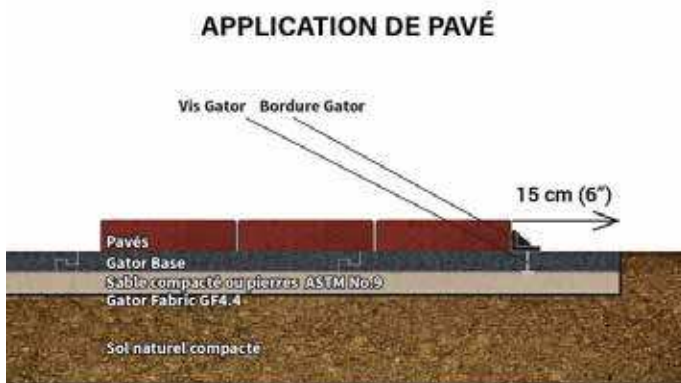 APPLICATION DE PAVÉ
Vis Gator Bordure Gator
15 cm (6")
Pavés
Gator Base
Sable compacté ou pierres ASTM No.9
Gator Fabric GF4.4
Sol naturel compacté